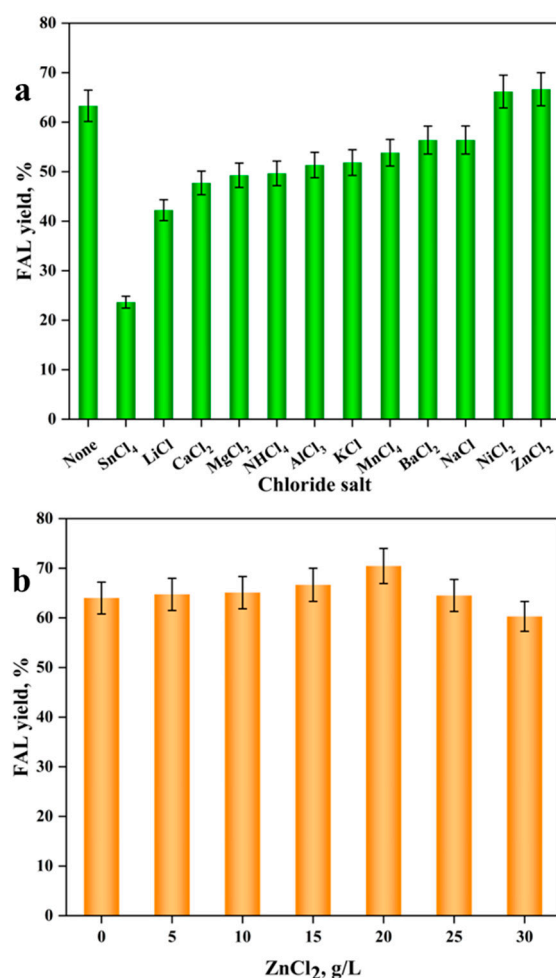 a
FAL yield, %
80
70
60
50
40
30
20
10
0
None
SnCl₄
LiCl
CaCl₂
MgCl₂
NHCl₄
AlCl₃
KCl
MnCl₄
BaCl₂
NaCl
NiCl₂
ZnCl₂
Chloride salt
b
FAL yield, %
80
70
60
50
40
30
20
10
0
0 5 10 15 20 25 30
ZnCl₂, g/L